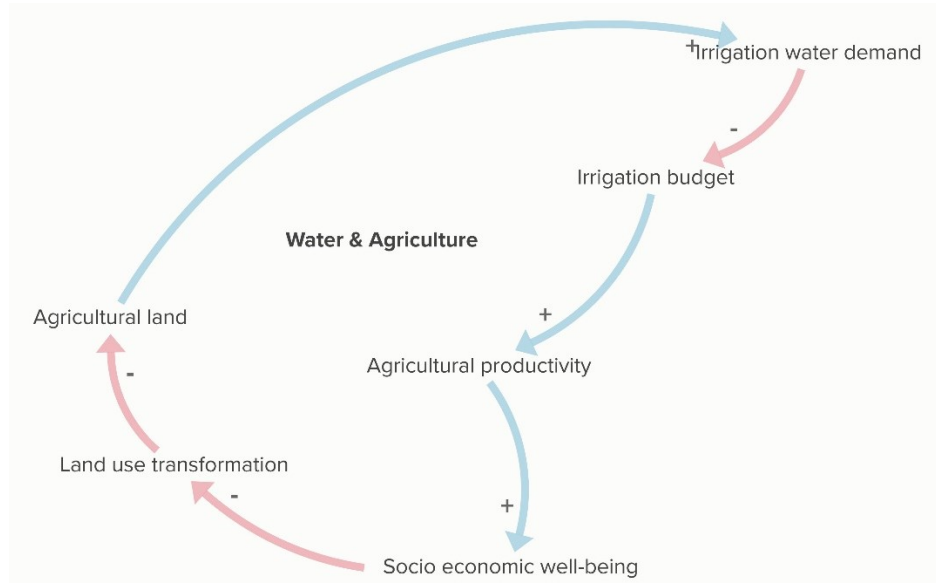 +
Irrigation water demand
-
Irrigation budget
Water & Agriculture
+
Agricultural land
Agricultural productivity
-
Land use transformation
-
+
Socio economic well-being